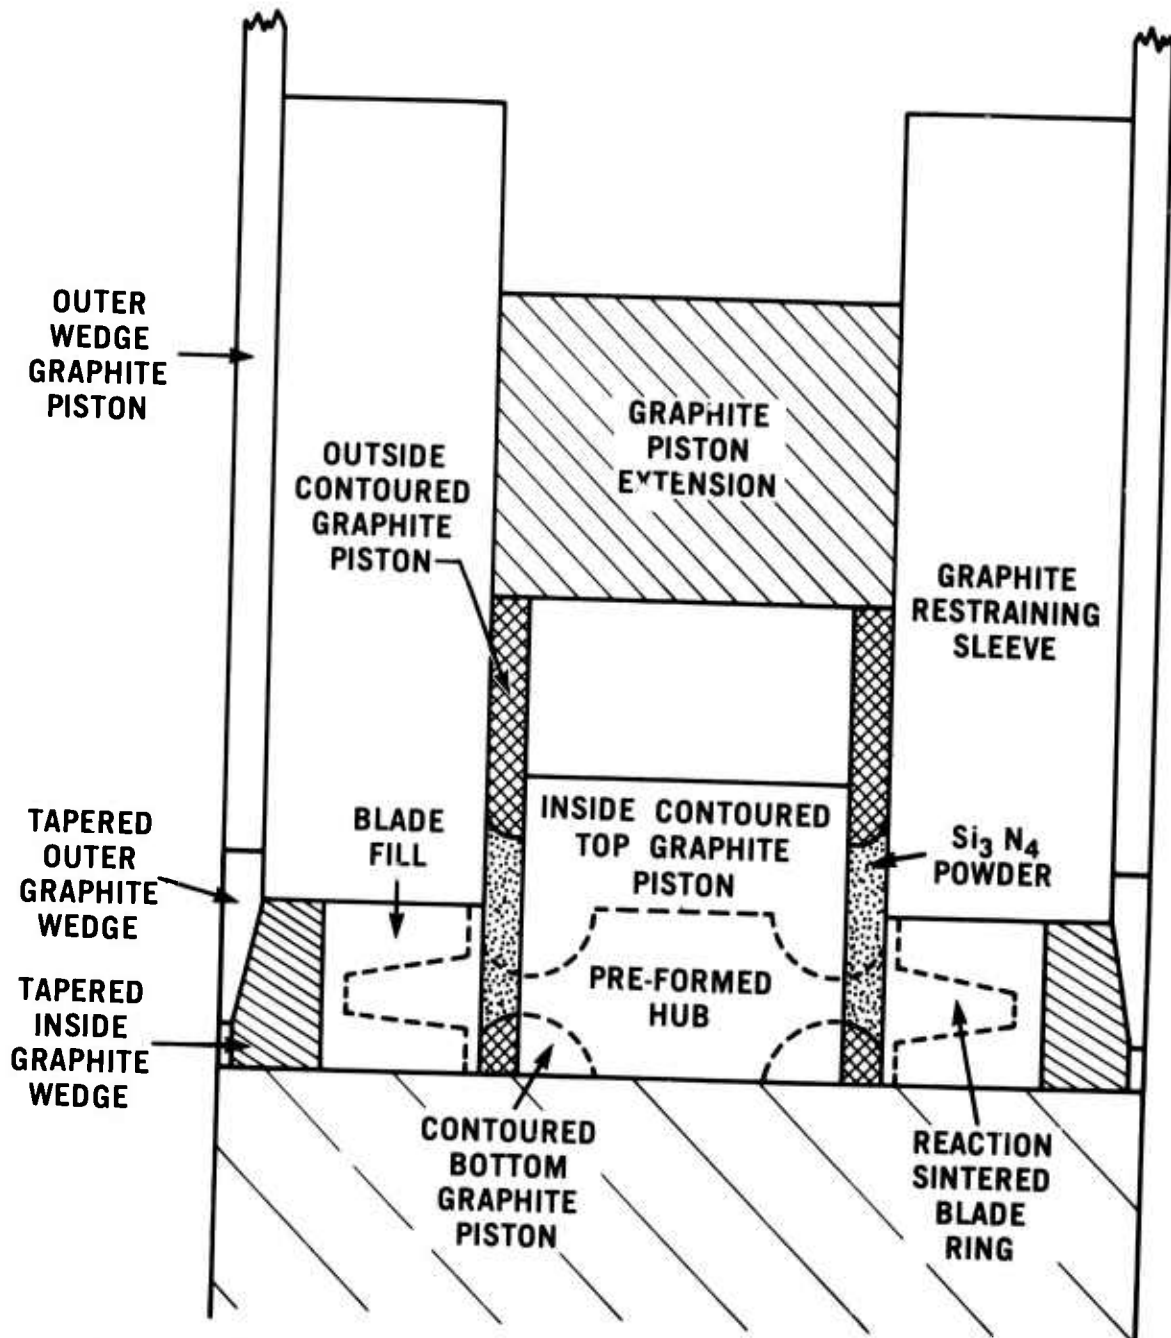 OUTER
WEDGE
GRAPHITE
PISTON
GRAPHITE
PISTON
EXTENSION
OUTSIDE
CONTOURED
GRAPHITE
PISTON
GRAPHITE
RESTRAINING
SLEEVE
TAPERED
OUTER
GRAPHITE
WEDGE
BLADE
FILL
INSIDE CONTOURED
TOP GRAPHITE
PISTON
Si3 N4
POWDER
PRE-FORMED
HUB
TAPERED
INSIDE
GRAPHITE
WEDGE
CONTOURED
BOTTOM
GRAPHITE
PISTON
REACTION
SINTERED
BLADE
RING